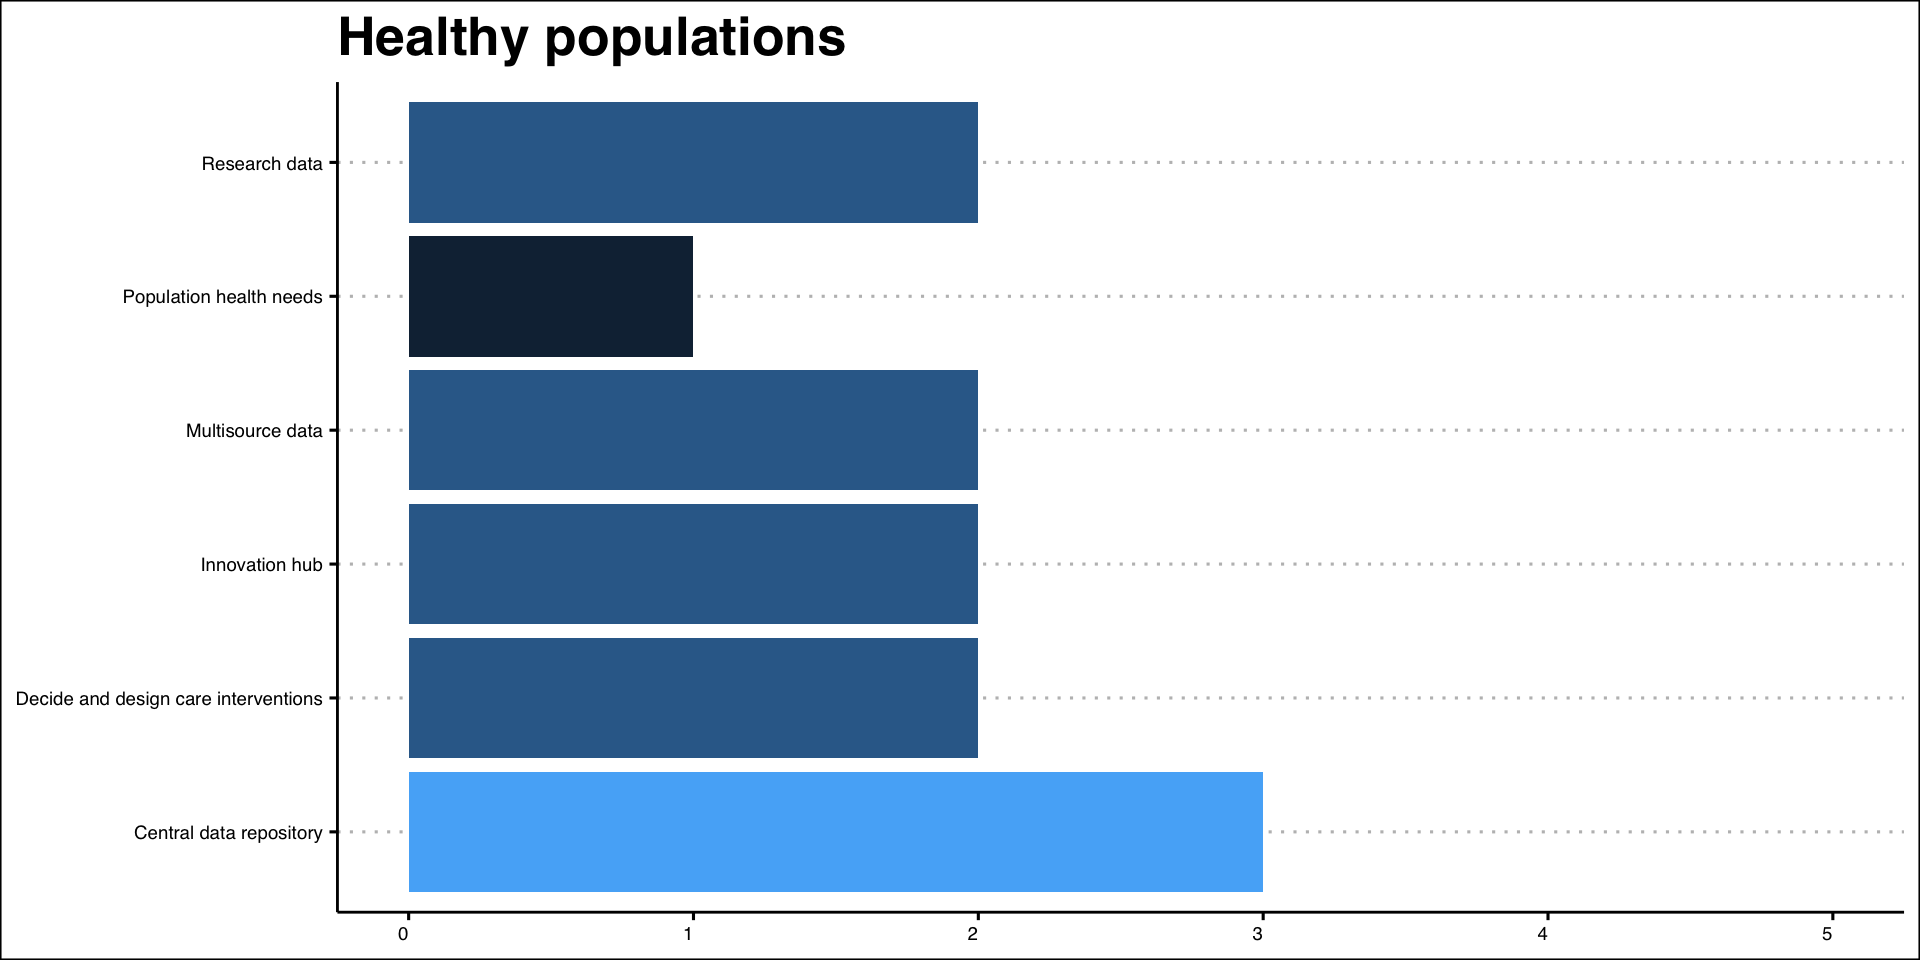 Healthy populations
Research data
Population health needs
Multisource data
Innovation hub
Decide and design care interventions
Central data repository
0 1 2 3 4 5